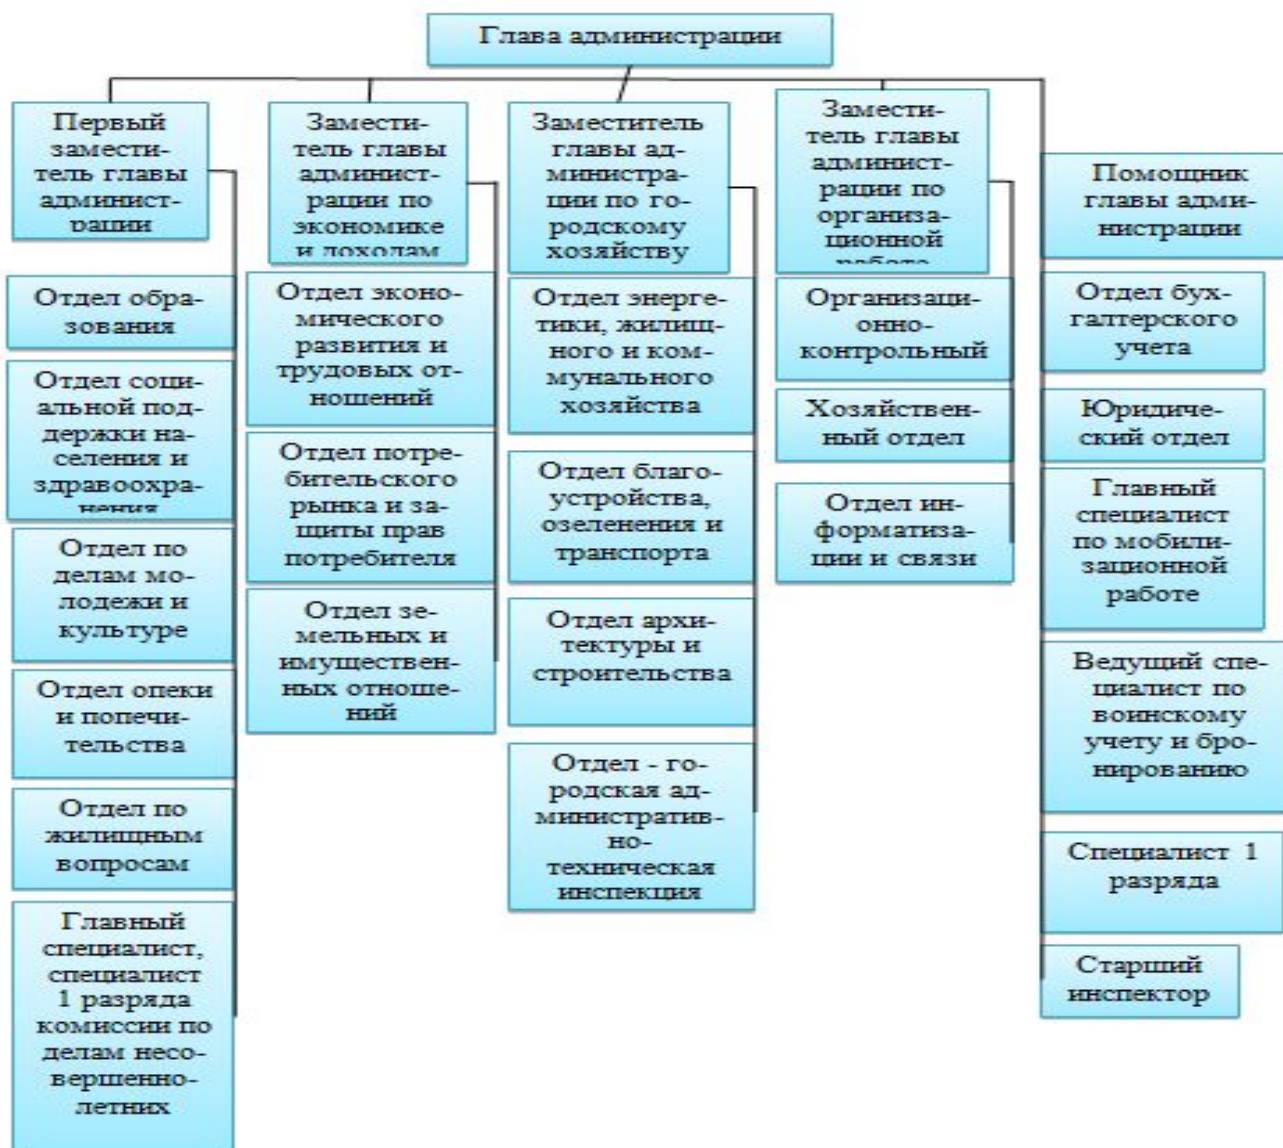 Глава администрации
Первый
замести-
тель главы
админист-
рации
Отдел обра-
зования
Отдел соци-
альной под-
держки на-
селения и
здравоохра-
нения
Отдел по
делам мо-
лодежи и
культуре
Отдел опеки
и попечи-
тельства
Отдел по
жилищным
вопросам
Главный
специалист,
специалист
1 разряда
комиссии по
делам несо-
вершенно-
летних
Замести-
тель главы
админист-
рации по
экономике
и доходам
Отдел эконо-
мического
развития и
трудовых от-
ношений
Отдел потре-
бительского
рынка и за-
щиты прав
потребителя
Отдел зе-
мельных и
имуществен-
ных отноше-
ний
Заместитель
главы ад-
министра-
ции по го-
родскому
хозяйству
Отдел энерге-
тики, жилищ-
ного и ком-
мунального
хозяйства
Отдел благо-
устройства,
озеленения и
транспорта
Отдел архи-
тектуры и
строительства
Отдел - го-
родская ад-
министратив-
но-
техническая
инспекция
Замести-
тель главы
админист-
рации по
организа-
ционной
работе
Организаци-
онно-
контрольный
Хозяйствен-
ный отдел
Отдел ин-
форматиза-
ции и связи
Помощник
главы адми-
нистрации
Отдел бух-
галтерского
учета
Юридиче-
ский отдел
Главный
специалист
по мобили-
зационной
работе
Ведущий спе-
циалист по
воинскому
учету и бро-
нированию
Специалист 1
разряда
Старший
инспектор